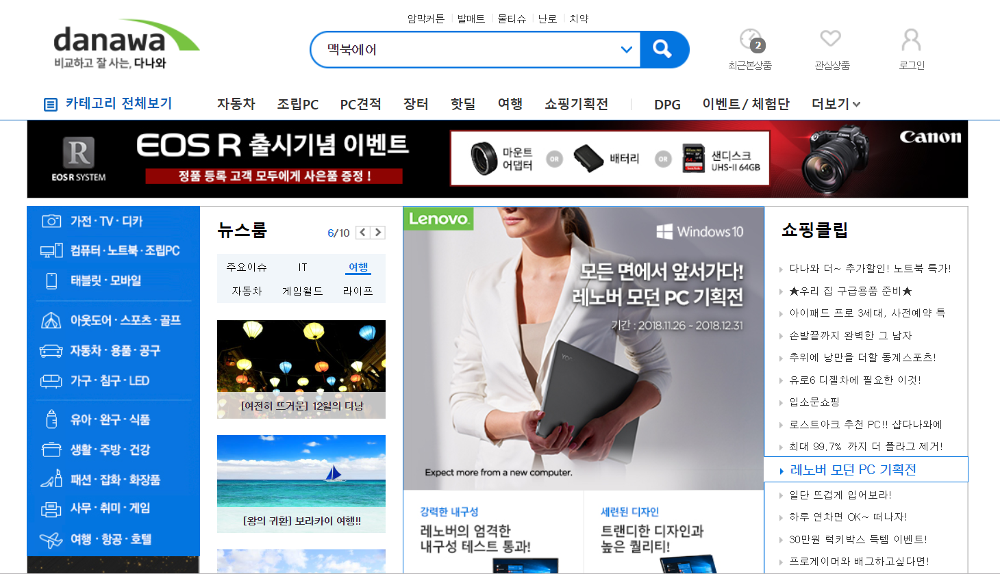 암막커튼 발매트 물티슈 난로 치약
danawa
비교하고 잘 사는, 다나와
맥북에어
2
최근본상품
관심상품
로그인
카테고리 전체보기
자동차 조립PC PC견적 장터 핫딜 여행 쇼핑기획전 DPG 이벤트/체험단 더보기
R
EOS R SYSTEM
EOS R 출시기념 이벤트
정품 등록 고객 모두에게 사은품 증정 !
마운트
어댑터
OR
배터리
OR
샌디스크
UHS-II 64GB
Canon
가전 · TV · 디카
컴퓨터 · 노트북 · 조립PC
태블릿 · 모바일
아웃도어 · 스포츠 · 골프
자동차 · 용품 · 공구
가구 · 침구 · LED
유아 · 완구 · 식품
생활 · 주방 · 건강
패션 · 잡화 · 화장품
사무 · 취미 · 게임
여행 · 항공 · 호텔
뉴스룸
6/10
주요이슈 IT 여행
자동차 게임월드 라이프
[여전히 뜨거운] 12월의 다낭
[왕의 귀환] 보라카이 여행!!
Lenovo
Windows 10
모든 면에서 앞서가다!
레노버 모던 PC 기획전
기간 : 2018.11.26 - 2018.12.31
Expect more from a new computer.
강력한 내구성
레노버의 엄격한
내구성 테스트 통과!
세련된 디자인
트랜디한 디자인과
높은 퀄리티!
쇼핑클립
다나와 더~ 추가할인! 노트북 특가!
★우리 집 구급용품 준비★
아이패드 프로 3세대, 사전예약 특
손발끝까지 완벽한 그 남자
추위에 낭만을 더할 동계스포츠!
유로6 디젤차에 필요한 이것!
입소문쇼핑
로스트아크 추천 PC!! 샵다나와에
최대 99.7% 까지 더 플라그 제거!
레노버 모던 PC 기획전
일단 뜨겁게 입어보라!
하루 연차면 OK~ 떠나자!
30만원 럭키박스 득템 이벤트!
프로게이머와 배그하고싶다면!